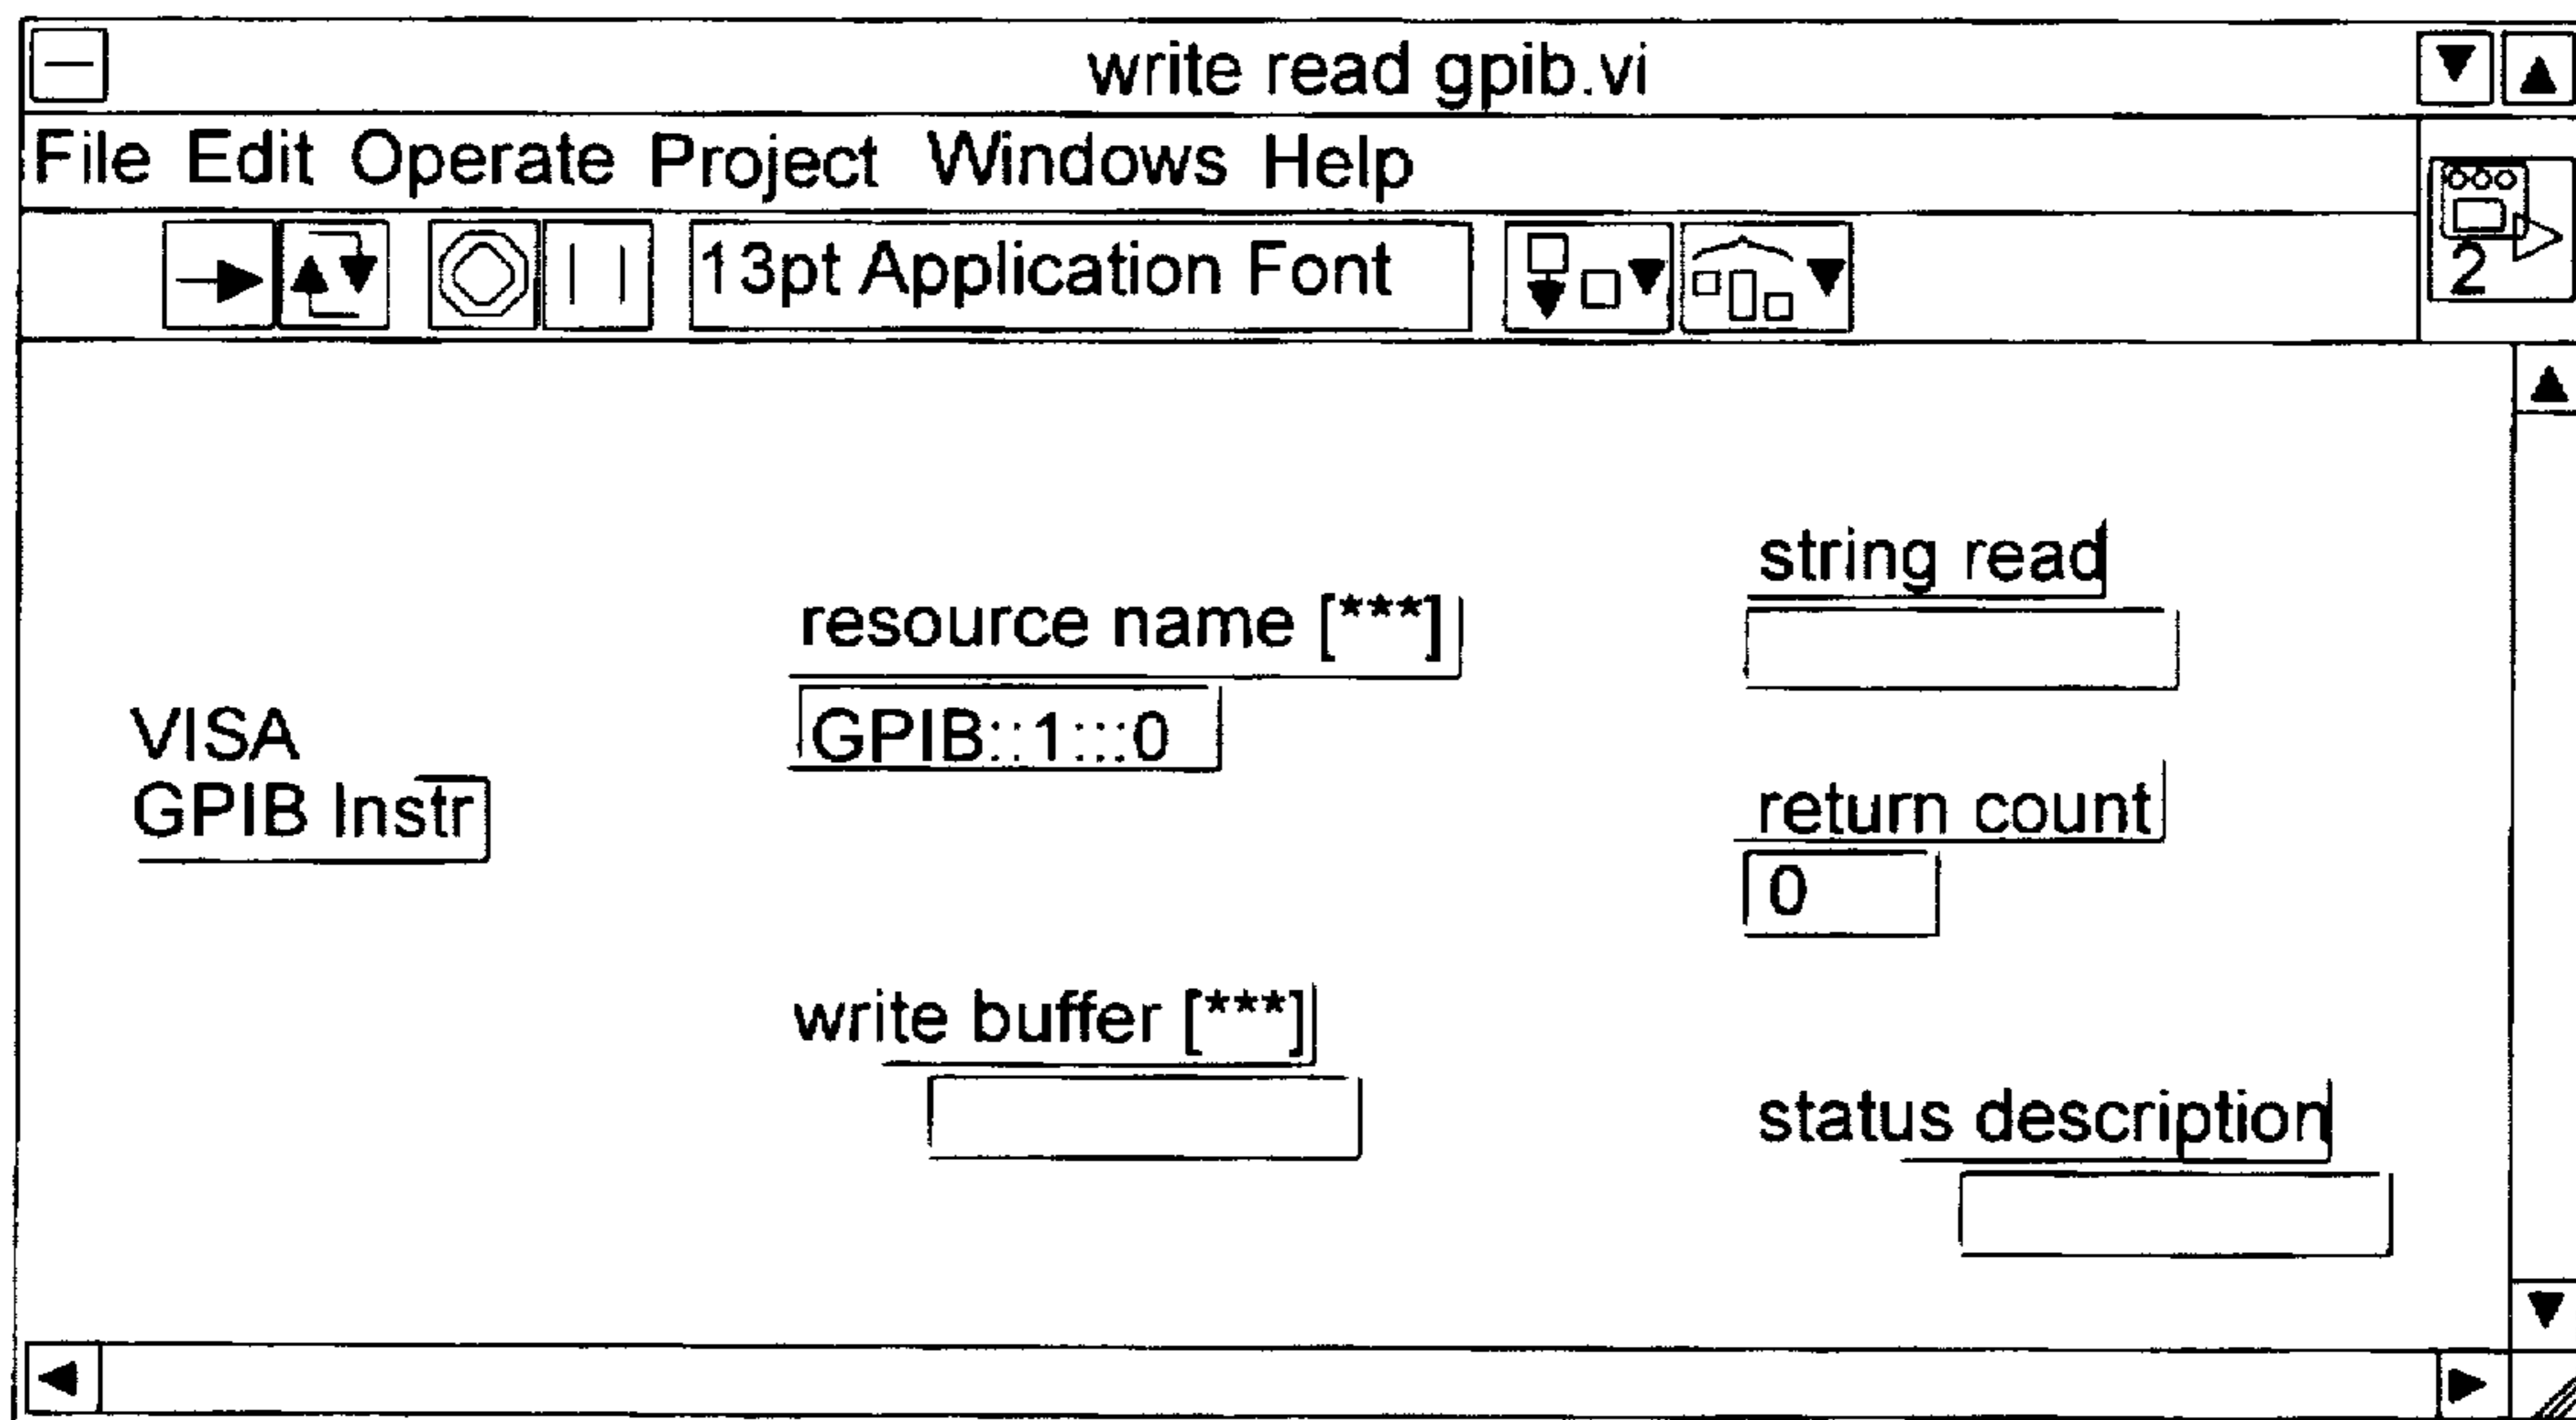 write read gpib.vi
File Edit Operate Project Windows Help
13pt Application Font
2
string read
resource name [***]
GPIB::1:::0
VISA
GPIB Instr
return count
0
write buffer [***]
status description